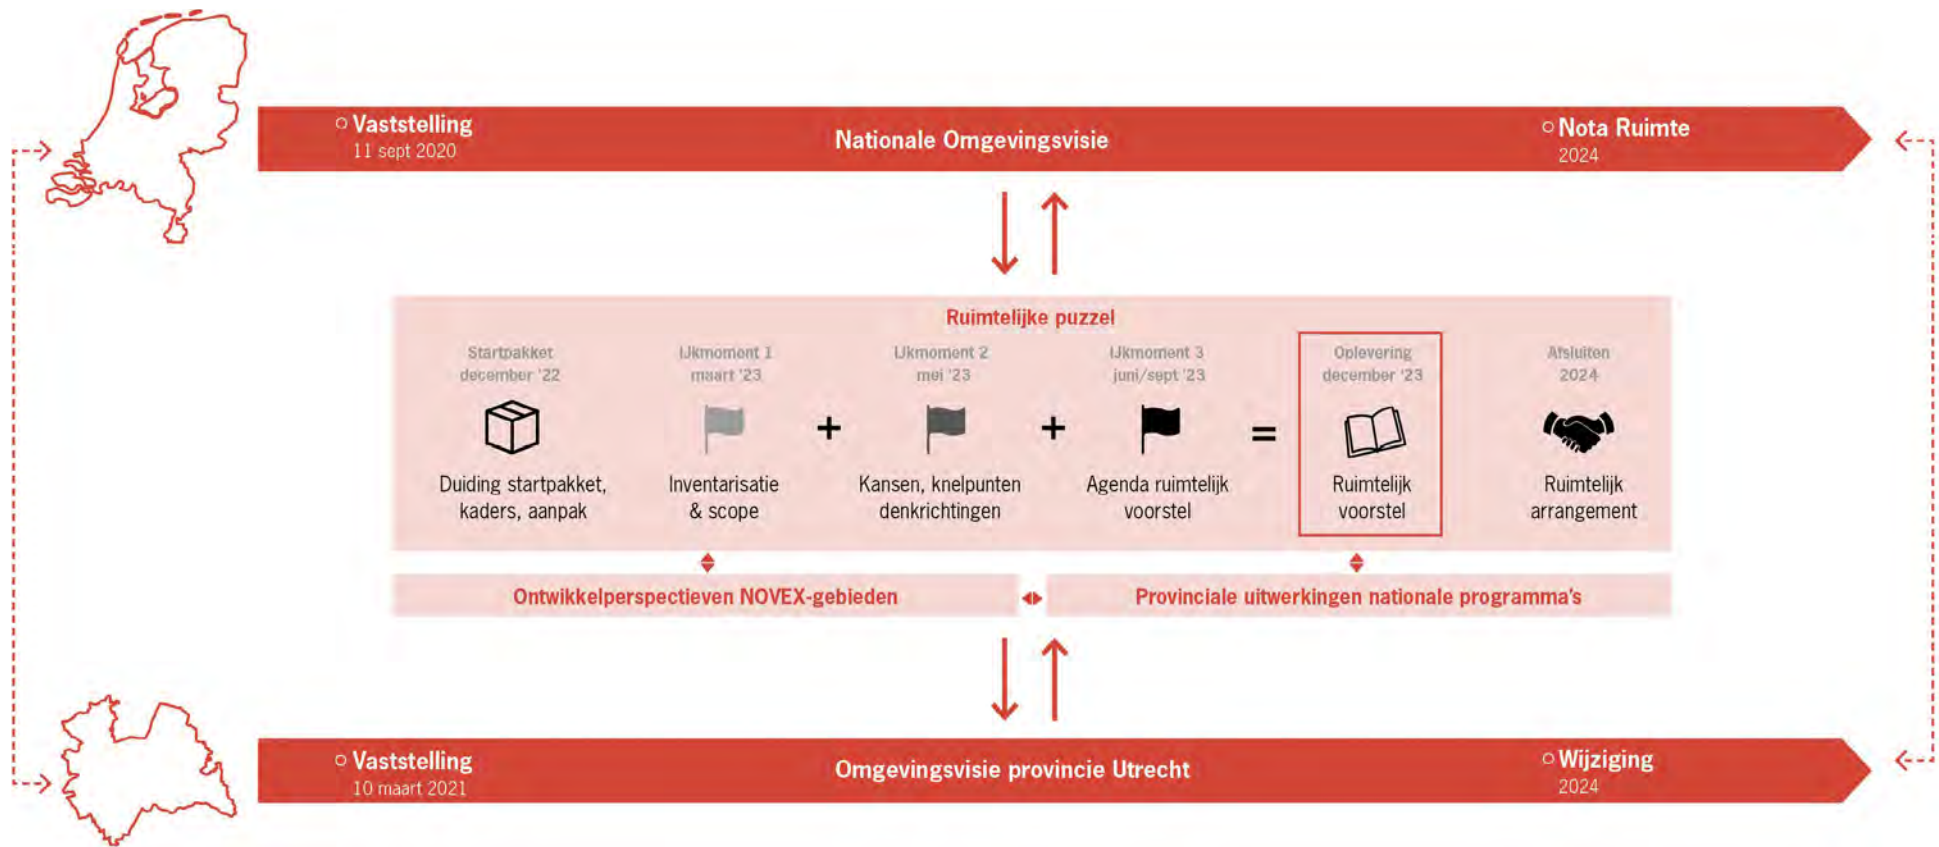 Vaststelling
11 sept 2020
Nationale Omgevingsvisie
Nota Ruimte
2024
Ruimtelijke puzzel
Startpakket
december '22
IJkmoment 1
maart '23
IJkmoment 2
mei '23
IJkmoment 3
juni/sept '23
Oplevering
december '23
Afsluiten
2024
+
+
=
Duiding startpakket,
kaders, aanpak
Inventarisatie
& scope
Kansen, knelpunten
denkrichtingen
Agenda ruimtelijk
voorstel
Ruimtelijk
voorstel
Ruimtelijk
arrangement
Ontwikkelperspectieven NOVEX-gebieden
Provinciale uitwerkingen nationale programma's
Vaststelling
10 maart 2021
Omgevingsvisie provincie Utrecht
Wijziging
2024